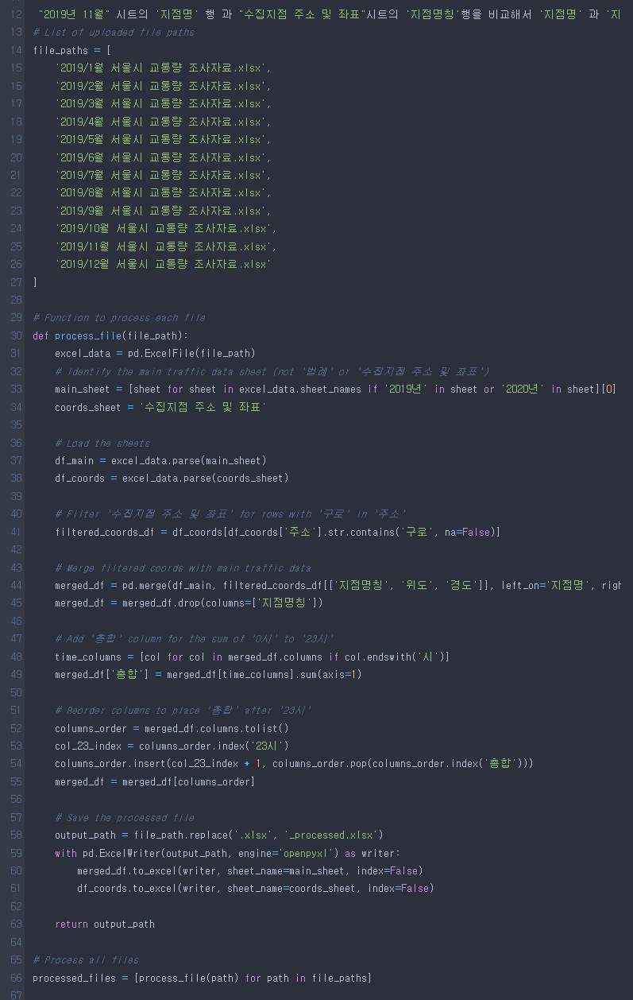 12 "2019년 11월" 시트의 '지점명' 행 과 "수집지점 주소 및 좌표"시트의 '지점명칭'행을 비교해서 '지점명' 과 '지
13 # List of uploaded file paths
14 file_paths = [
15 '2019/1월 서울시 교통량 조사자료.xlsx',
16 '2019/2월 서울시 교통량 조사자료.xlsx',
17 '2019/3월 서울시 교통량 조사자료.xlsx',
18 '2019/4월 서울시 교통량 조사자료.xlsx',
19 '2019/5월 서울시 교통량 조사자료.xlsx',
20 '2019/6월 서울시 교통량 조사자료.xlsx',
21 '2019/7월 서울시 교통량 조사자료.xlsx',
22 '2019/8월 서울시 교통량 조사자료.xlsx',
23 '2019/9월 서울시 교통량 조사자료.xlsx',
24 '2019/10월 서울시 교통량 조사자료.xlsx',
25 '2019/11월 서울시 교통량 조사자료.xlsx',
26 '2019/12월 서울시 교통량 조사자료.xlsx'
27 ]
28
29 # Function to process each file
30 def process_file(file_path):
31 excel_data = pd.ExcelFile(file_path)
32 # Identify the main traffic data sheet (not '범례' or '수집지점 주소 및 좌표')
33 main_sheet = [sheet for sheet in excel_data.sheet_names if '2019년' in sheet or '2020년' in sheet][0]
34 coords_sheet = '수집지점 주소 및 좌표'
35
36 # Load the sheets
37 df_main = excel_data.parse(main_sheet)
38 df_coords = excel_data.parse(coords_sheet)
39
40 # Filter '수집지점 주소 및 좌표' for rows with '구로' in '주소'
41 filtered_coords_df = df_coords[df_coords['주소'].str.contains('구로', na=False)]
42
43 # Merge filtered coords with main traffic data
44 merged_df = pd.merge(df_main, filtered_coords_df[['지점명칭', '위도', '경도']], left_on='지점명', righ
45 merged_df = merged_df.drop(columns=['지점명칭'])
46
47 # Add '총합' column for the sum of '0시' to '23시'
48 time_columns = [col for col in merged_df.columns if col.endswith('시')]
49 merged_df['총합'] = merged_df[time_columns].sum(axis=1)
50
51 # Reorder columns to place '총합' after '23시'
52 columns_order = merged_df.columns.tolist()
53 col_23_index = columns_order.index('23시')
54 columns_order.insert(col_23_index + 1, columns_order.pop(columns_order.index('총합')))
55 merged_df = merged_df[columns_order]
56
57 # Save the processed file
58 output_path = file_path.replace('.xlsx', '_processed.xlsx')
59 with pd.ExcelWriter(output_path, engine='openpyxl') as writer:
60 merged_df.to_excel(writer, sheet_name=main_sheet, index=False)
61 df_coords.to_excel(writer, sheet_name=coords_sheet, index=False)
62
63 return output_path
64
65 # Process all files
66 processed_files = [process_file(path) for path in file_paths]
67